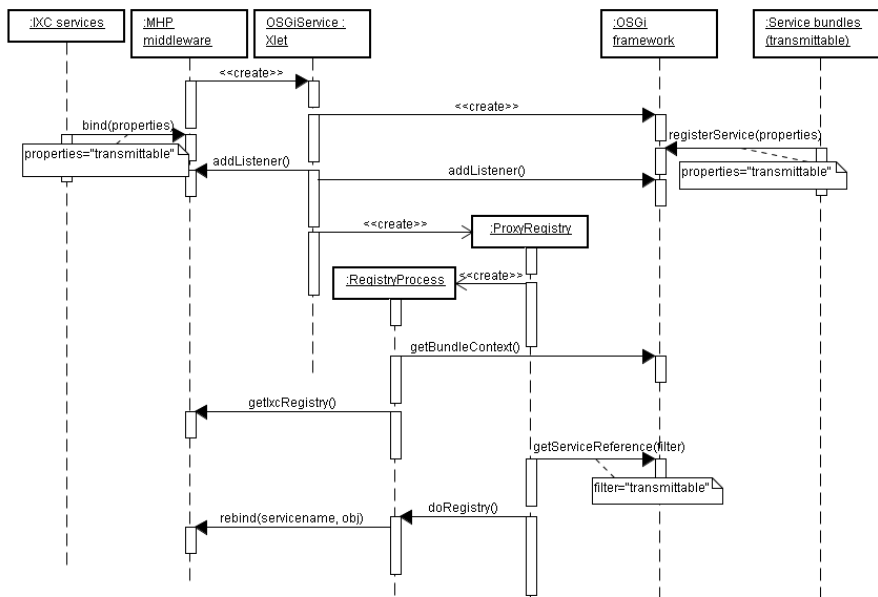 :IXC services
:MHP
middleware
OSGiService :
Xlet
:OSGi
framework
:Service bundles
(transmittable)
<<create>>
<<create>>
bind(properties)
registerService(properties)
properties="transmittable"
addListener()
addListener()
properties="transmittable"
<<create>>
:ProxyRegistry
<<create>>
:RegistryProcess
getBundleContext()
getIxcRegistry()
getServiceReference(filter)
filter="transmittable"
doRegistry()
rebind(servicename, obj)